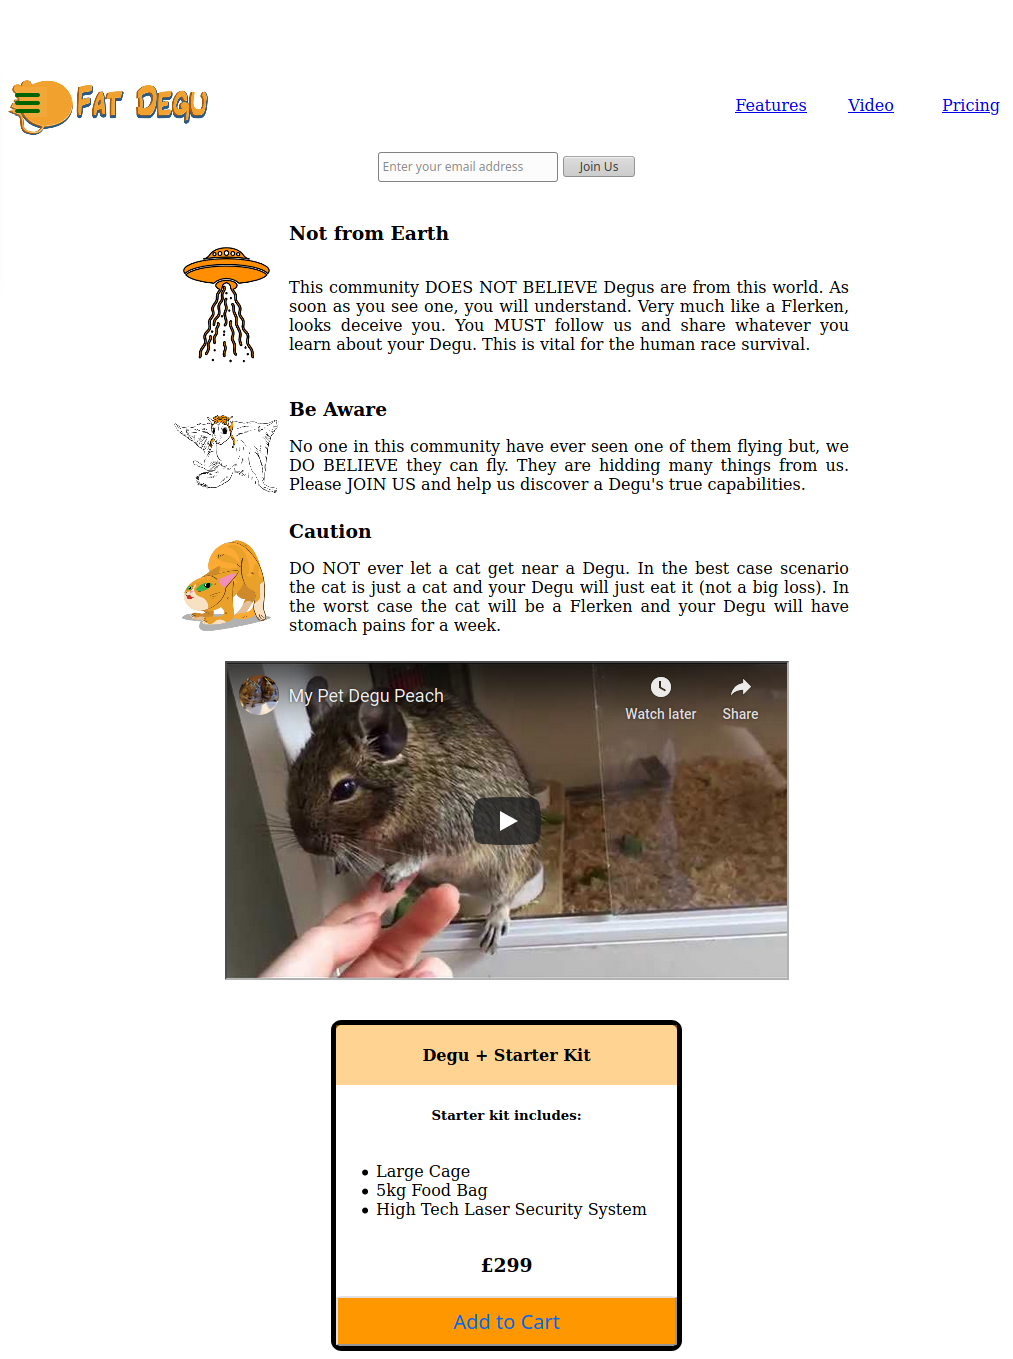 Fat Degu
Features Video Pricing
Enter your email address Join Us
Not from Earth
This community DOES NOT BELIEVE Degus are from this world. As
soon as you see one, you will understand. Very much like a Flerken,
looks deceive you. You MUST follow us and share whatever you
learn about your Degu. This is vital for the human race survival.
Be Aware
No one in this community have ever seen one of them flying but, we
DO BELIEVE they can fly. They are hidding many things from us.
Please JOIN US and help us discover a Degu's true capabilities.
Caution
DO NOT ever let a cat get near a Degu. In the best case scenario
the cat is just a cat and your Degu will just eat it (not a big loss). In
the worst case the cat will be a Flerken and your Degu will have
stomach pains for a week.
My Pet Degu Peach
Watch later Share
Degu + Starter Kit
Starter kit includes:
Large Cage
5kg Food Bag
High Tech Laser Security System
£299
Add to Cart